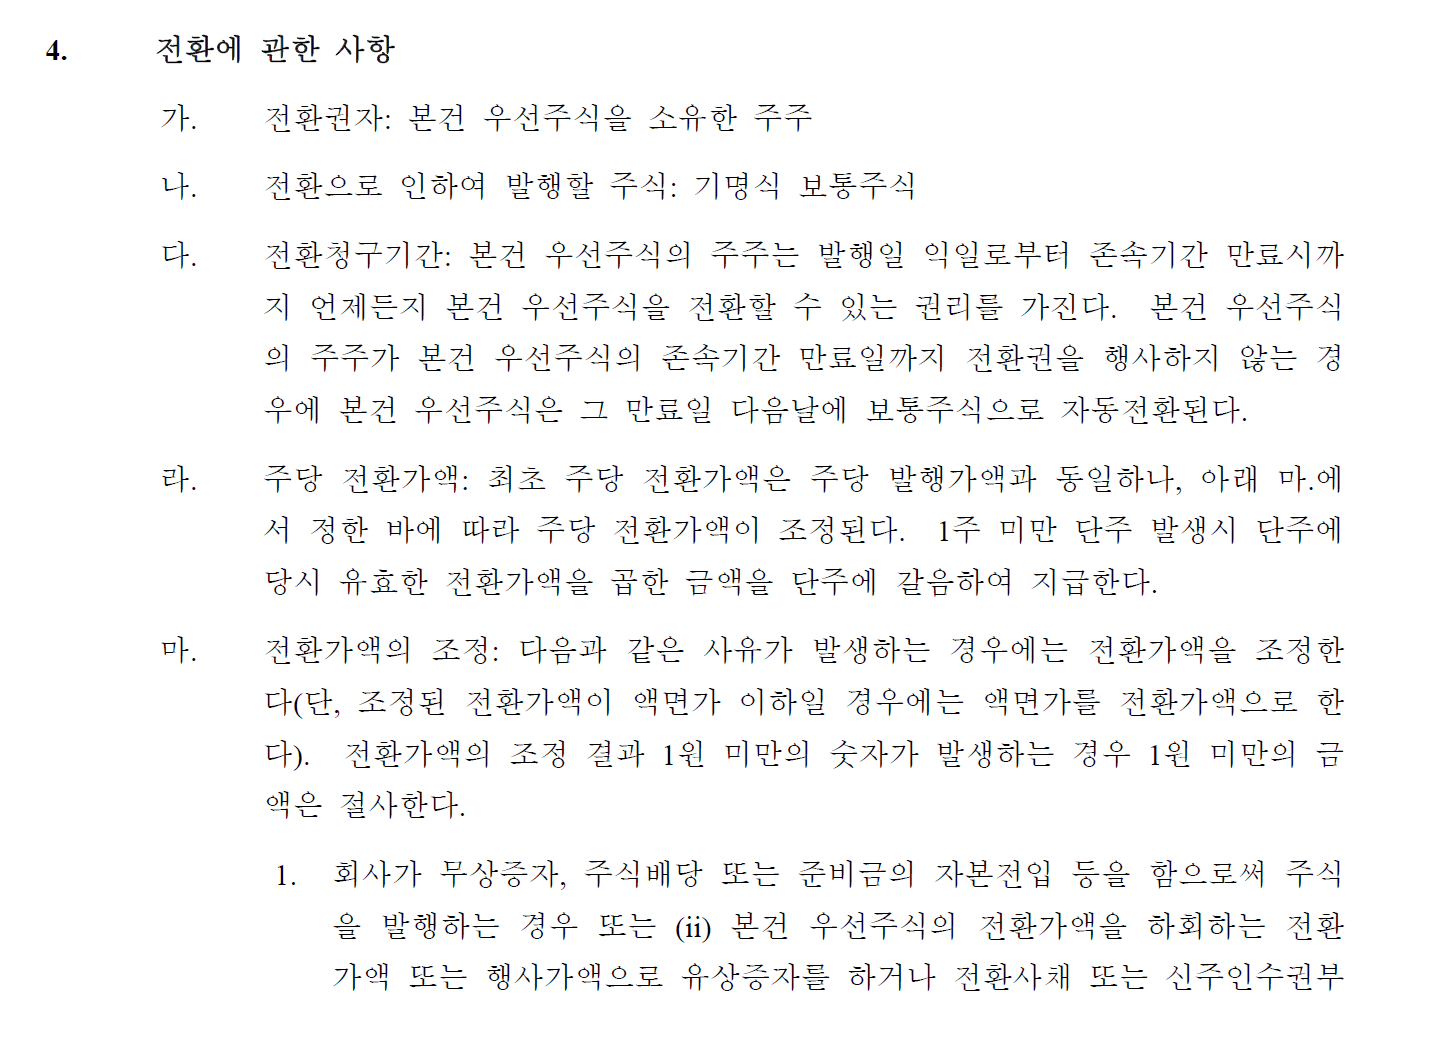 4. 전환에 관한 사항
가. 전환권자: 본건 우선주식을 소유한 주주
나. 전환으로 인하여 발행할 주식: 기명식 보통주식
다. 전환청구기간: 본건 우선주식의 주주는 발행일 익일로부터 존속기간 만료시까
지 언제든지 본건 우선주식을 전환할 수 있는 권리를 가진다. 본건 우선주식
의 주주가 본건 우선주식의 존속기간 만료일까지 전환권을 행사하지 않는 경
우에 본건 우선주식은 그 만료일 다음날에 보통주식으로 자동전환된다.
라. 주당 전환가액: 최초 주당 전환가액은 주당 발행가액과 동일하나, 아래 마.에
서 정한 바에 따라 주당 전환가액이 조정된다. 1주 미만 단주 발생시 단주에
당시 유효한 전환가액을 곱한 금액을 단주에 갈음하여 지급한다.
마. 전환가액의 조정: 다음과 같은 사유가 발생하는 경우에는 전환가액을 조정한
다(단, 조정된 전환가액이 액면가 이하일 경우에는 액면가를 전환가액으로 한
다). 전환가액의 조정 결과 1원 미만의 숫자가 발생하는 경우 1원 미만의 금
액은 절사한다.
1. 회사가 무상증자, 주식배당 또는 준비금의 자본전입 등을 함으로써 주식
을 발행하는 경우 또는 (ii) 본건 우선주식의 전환가액을 하회하는 전환
가액 또는 행사가액으로 유상증자를 하거나 전환사채 또는 신주인수권부